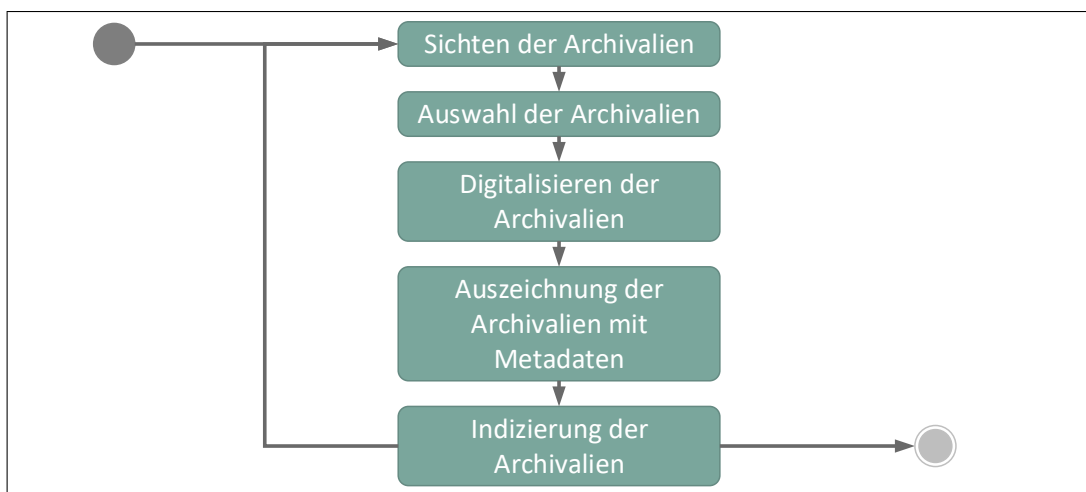 Sichten der Archivalien
Auswahl der Archivalien
Digitalisieren der
Archivalien
Auszeichnung der
Archivalien mit
Metadaten
Indizierung der
Archivalien